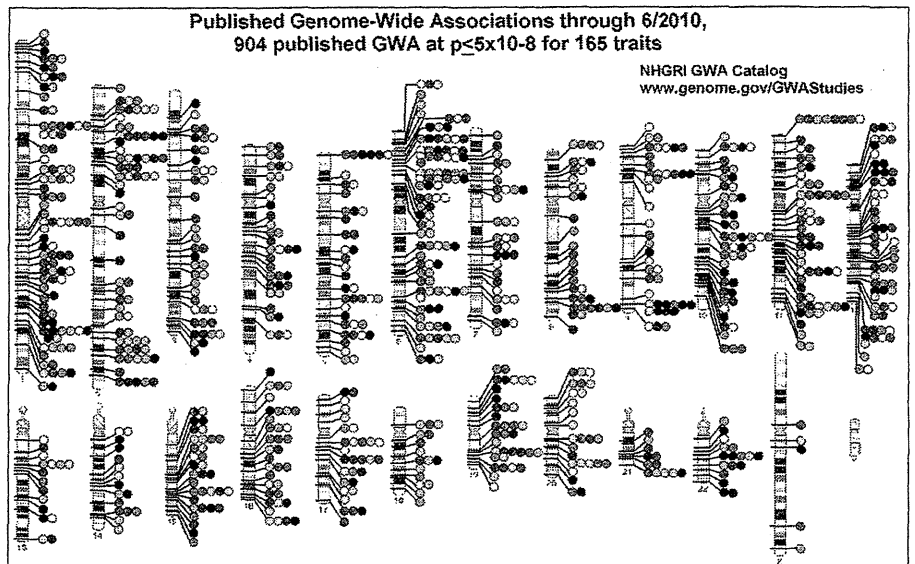 Published Genome-Wide Associations through 6/2010,
904 published GWA at p≤5x10-8 for 165 traits
NHGRI GWA Catalog
www.genome.gov/GWAStudies